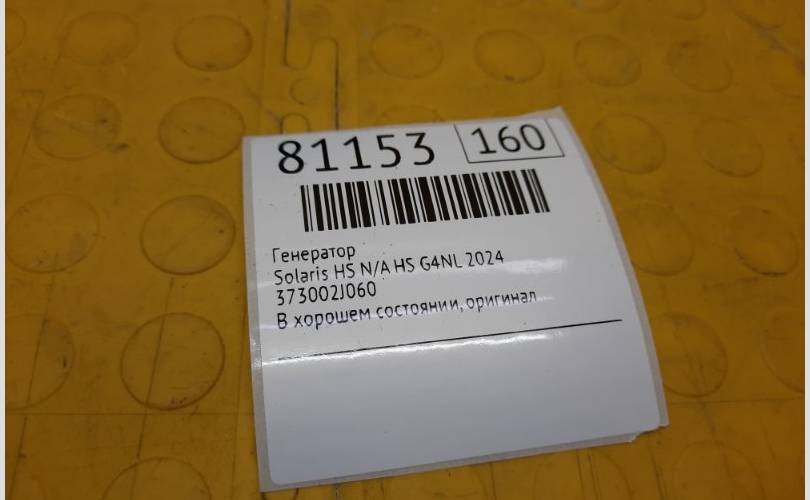 81153 160
Генератор
Solaris HS N/A HS G4NL 2024
373002J060
В хорошем состоянии, оригинал